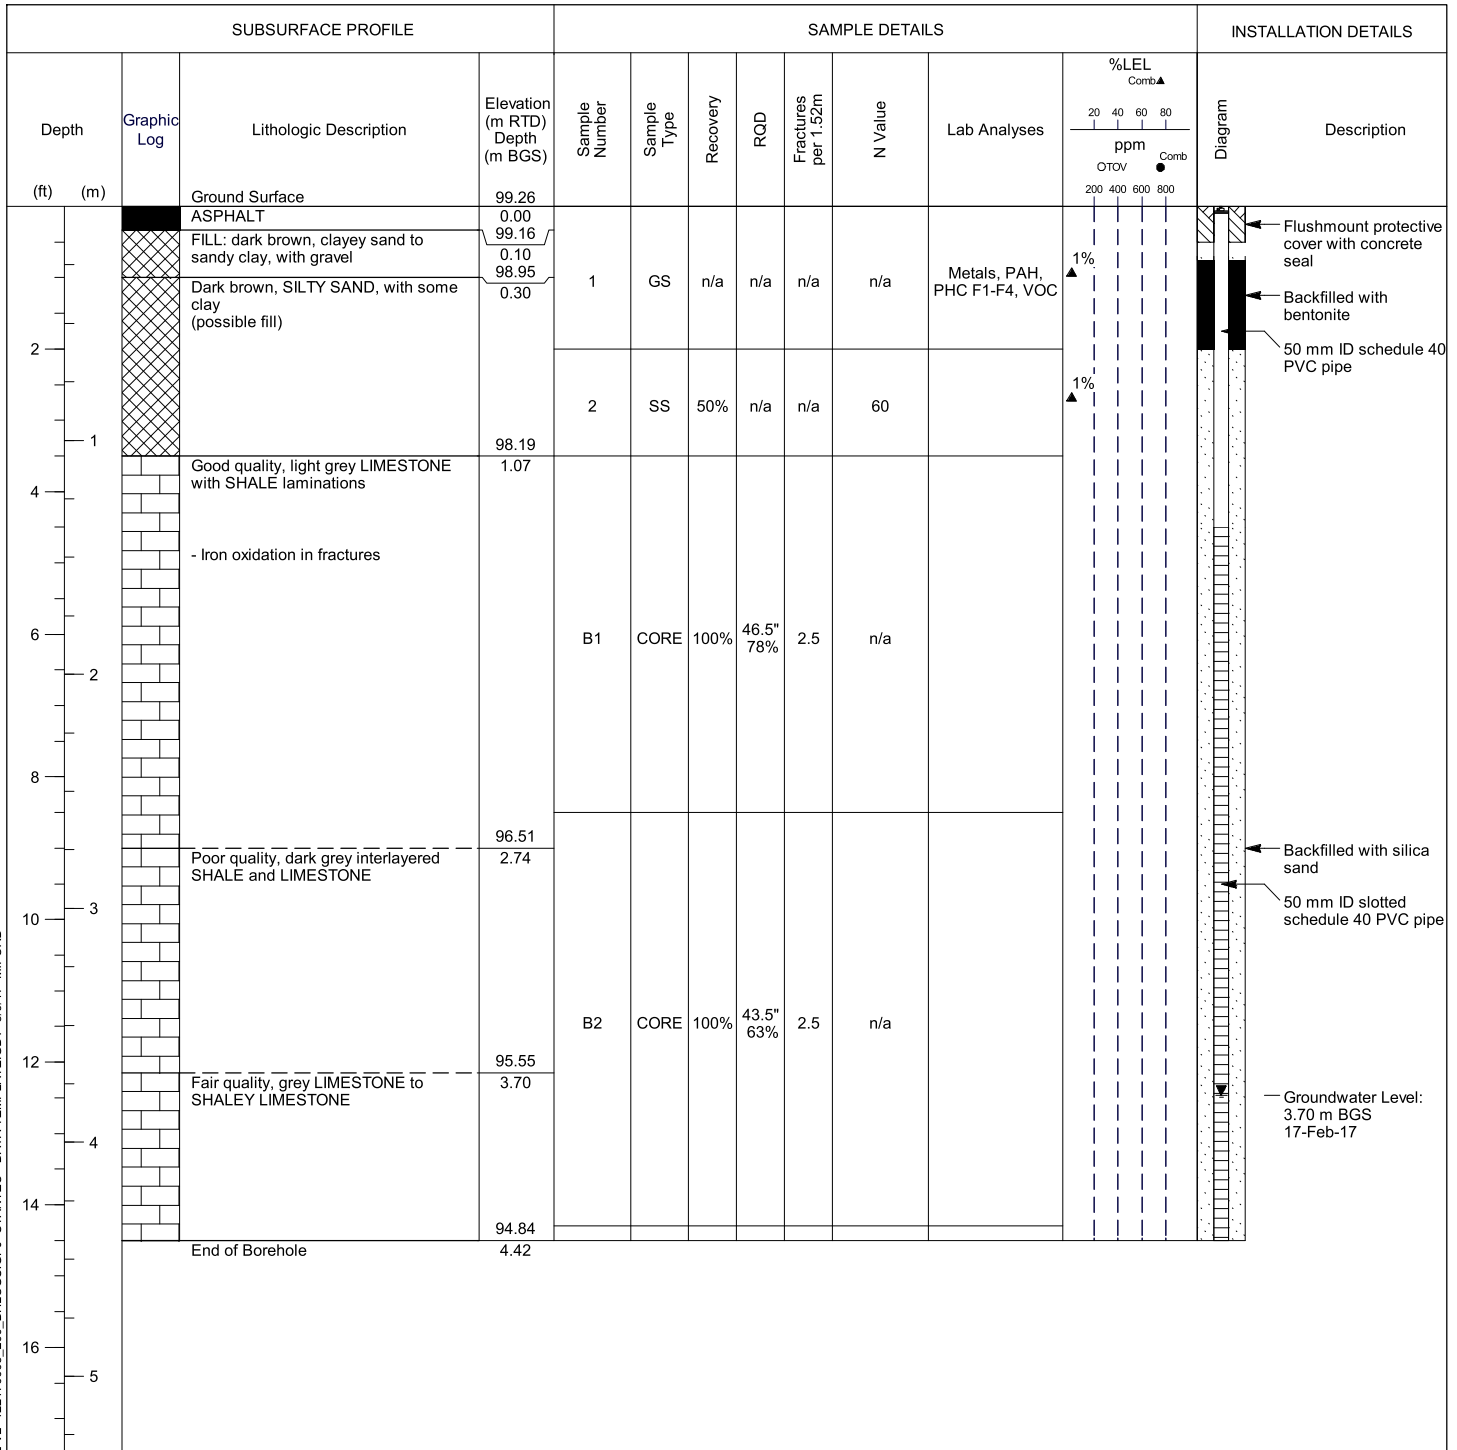 SUBSURFACE PROFILE
SAMPLE DETAILS
INSTALLATION DETAILS
Depth
(ft)
(m)
Graphic
Log
Lithologic Description
Elevation
(m RTD)
Depth
(m BGS)
Sample
Number
Sample
Type
Recovery
RQD
Fractures
per 1.52m
N Value
Lab Analyses
%LEL
Comb▲
20 40 60 80
ppm
OTOV
● Comb
200 400 600 800
Diagram
Description
Ground Surface
99.26
ASPHALT
0.00
99.16
FILL: dark brown, clayey sand to
sandy clay, with gravel
0.10
98.95
Dark brown, SILTY SAND, with some
clay
(possible fill)
0.30
98.19
Good quality, light grey LIMESTONE
with SHALE laminations
1.07
- Iron oxidation in fractures
96.51
Poor quality, dark grey interlayered
SHALE and LIMESTONE
2.74
95.55
Fair quality, grey LIMESTONE to
SHALEY LIMESTONE
3.70
94.84
End of Borehole
4.42
2
4
6
8
10
12
14
16
1
2
3
4
5
1 GS n/a n/a n/a n/a
Metals, PAH,
PHC F1-F4, VOC
1%
2 SS 50% n/a n/a 60
1%
B1 CORE 100% 46.5" 2.5 n/a
78%
B2 CORE 100% 43.5" 2.5 n/a
63%
Flushmount protective
cover with concrete
seal
Backfilled with
bentonite
50 mm ID schedule 40
PVC pipe
Backfilled with silica
sand
50 mm ID slotted
schedule 40 PVC pipe
Groundwater Level:
3.70 m BGS
17-Feb-17